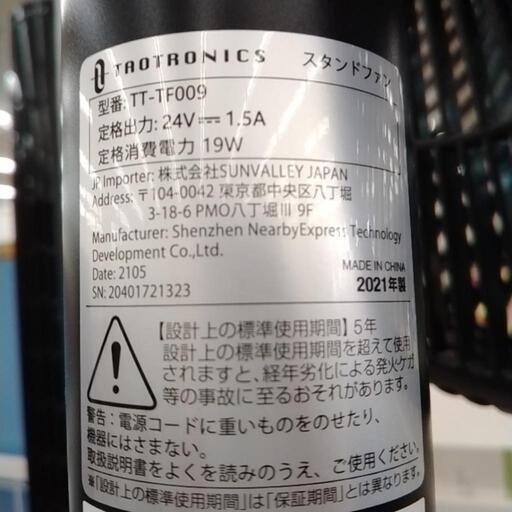 TAOTRONICS スタンドファン
型番: TT-TF009
定格出力: 24V⎓1.5A
定格消費電力 19W
JP Importer: 株式会社SUNVALLEY JAPAN
Address: 〒104-0042 東京都中央区八丁堀
3-18-6 PMO八丁堀Ⅲ 9F
Manufacturer: Shenzhen NearbyExpress Technology
Development Co.,Ltd.
Date: 2105
SN: 20401721323
MADE IN CHINA
2021年製
【設計上の標準使用期間】5年
設計上の標準使用期間を超えて使用
されますと、経年劣化による発火ケガ
等の事故に至るおそれがあります。
警告：電源コードに重いものをのせたり、
機器にはさまない。
取扱説明書をよくを読みのうえ、ご使用ください。
※「設計上の標準使用期間」は「保証期間」とは異なります。